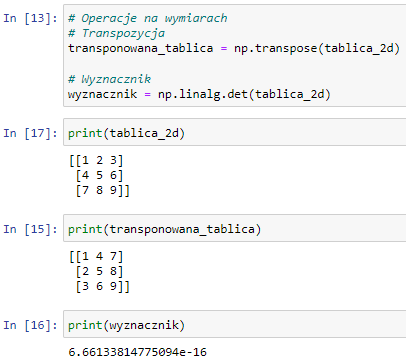 In [13]: # Operacje na wymiarach
# Transpozycja
transponowana_tablica = np.transpose(tablica_2d)
# Wyznacznik
wyznacznik = np.linalg.det(tablica_2d)
In [17]: print(tablica_2d)
[[1 2 3]
[4 5 6]
[7 8 9]]
In [15]: print(transponowana_tablica)
[[1 4 7]
[2 5 8]
[3 6 9]]
In [16]: print(wyznacznik)
6.66133814775094e-16